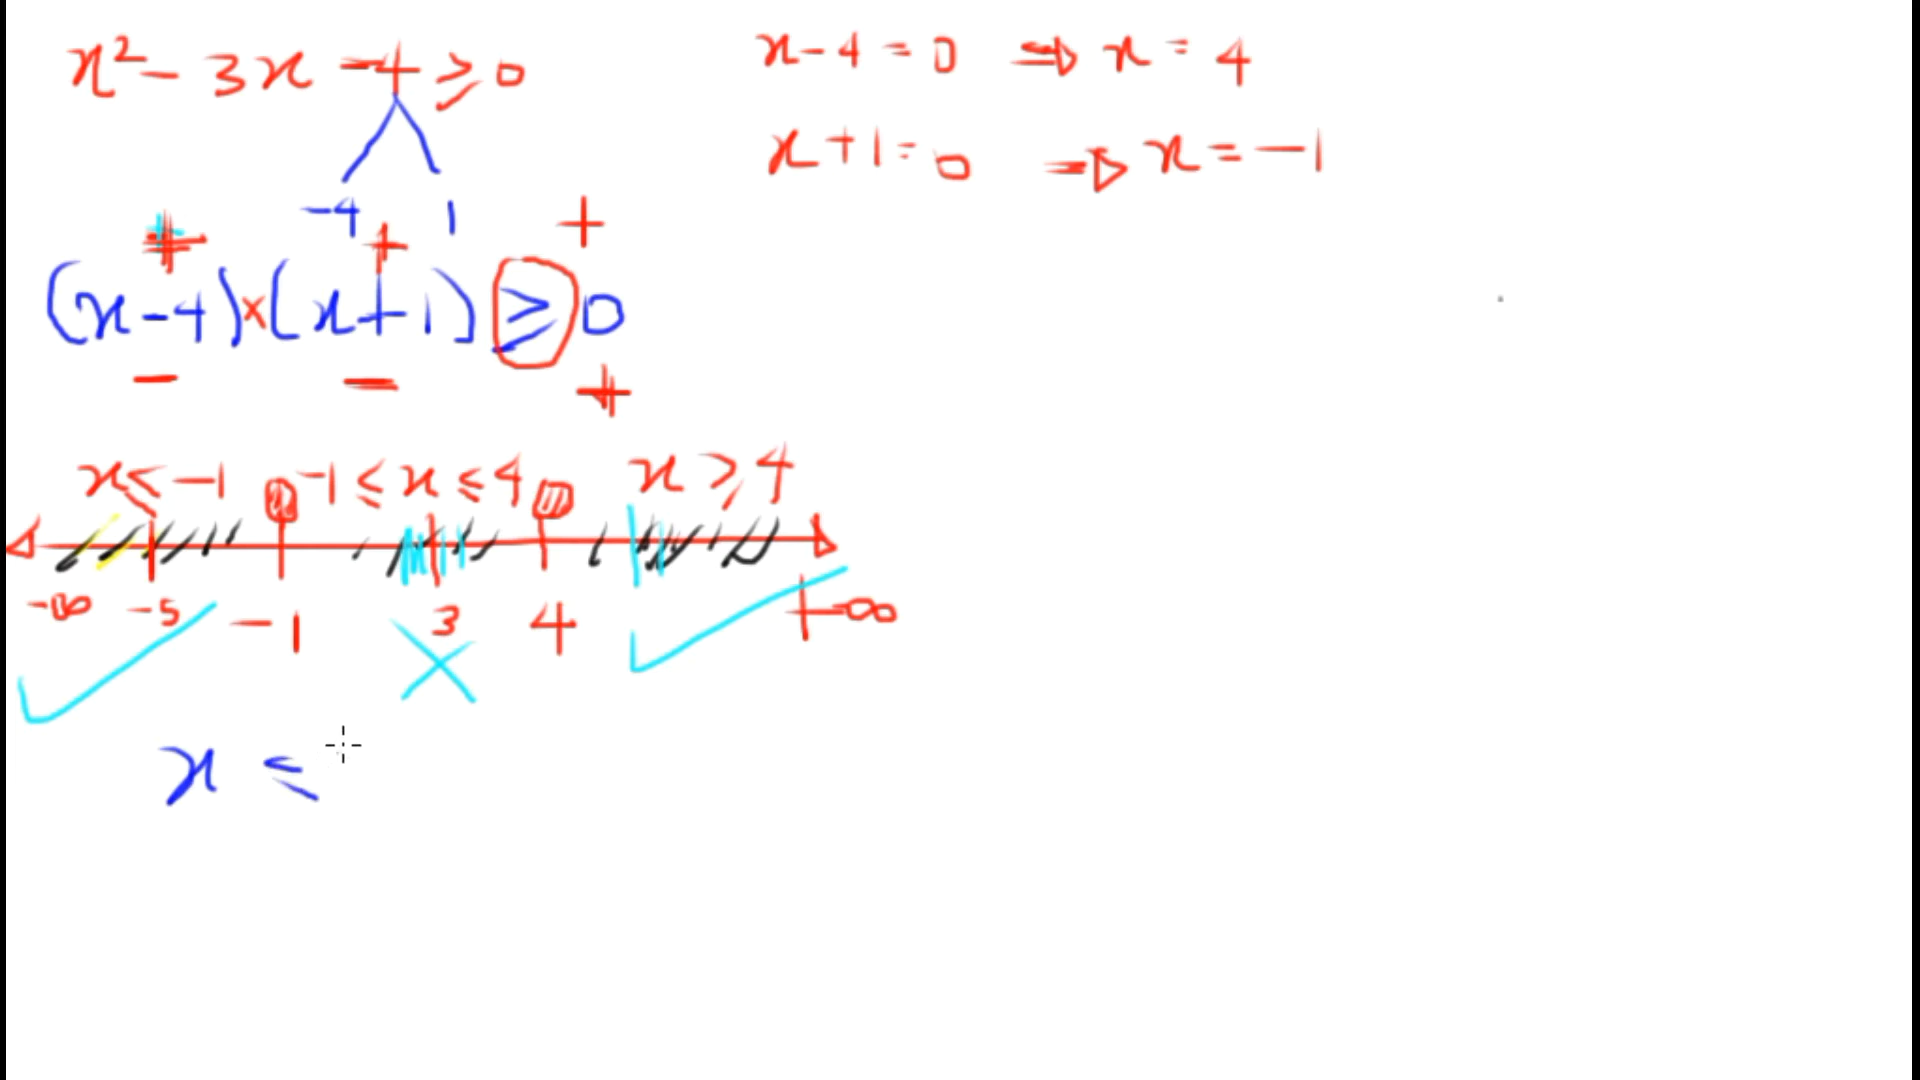 x² - 3x - 4 ≥ 0
-4 1
+ + +
(x-4)×(x+1) ≥ 0
- - +
x ≤ -1 -1 ≤ x ≤ 4 x ≥ 4
-∞ -5 -1 3 4 +∞
x ≤
x-4 = 0 ⇒ x = 4
x+1 = 0 ⇒ x = -1